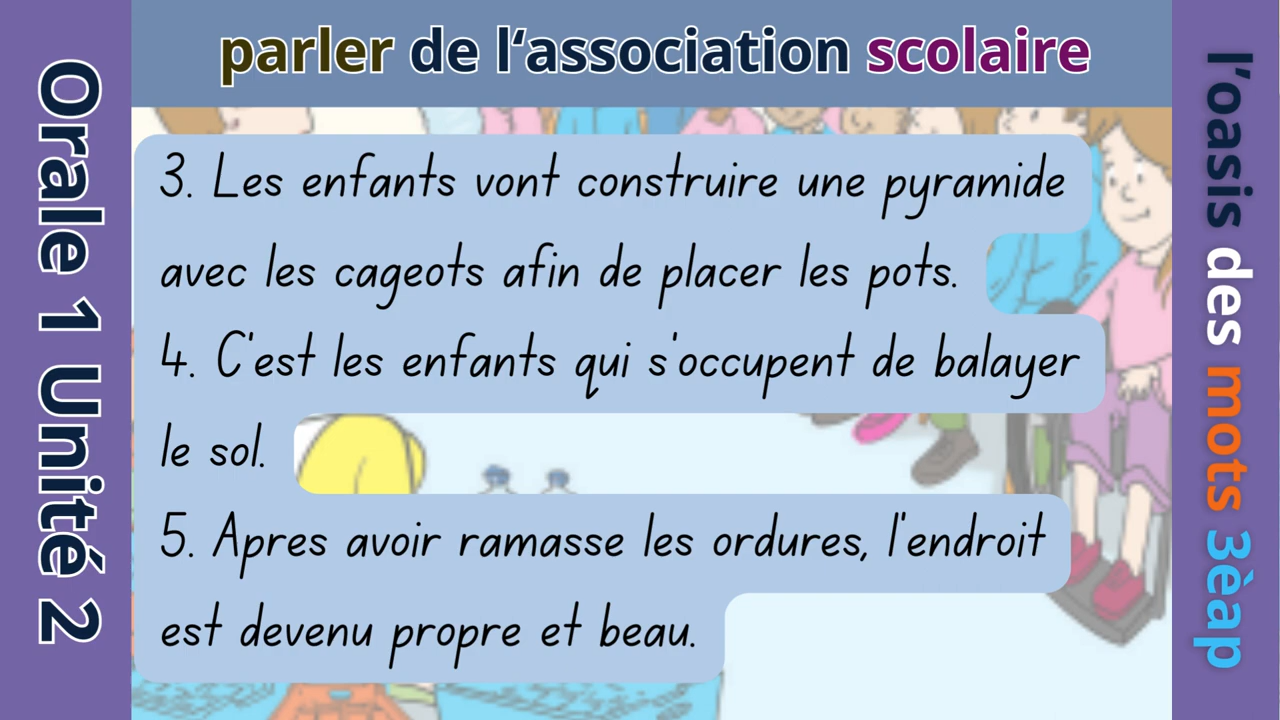 parler de l‘association scolaire
Orale 1 Unité 2
3. Les enfants vont construire une pyramide
avec les cageots afin de placer les pots.
4. C'est les enfants qui s'occupent de balayer
le sol.
5. Apres avoir ramasse les ordures, l'endroit
est devenu propre et beau.
l'oasis des mots 3èap